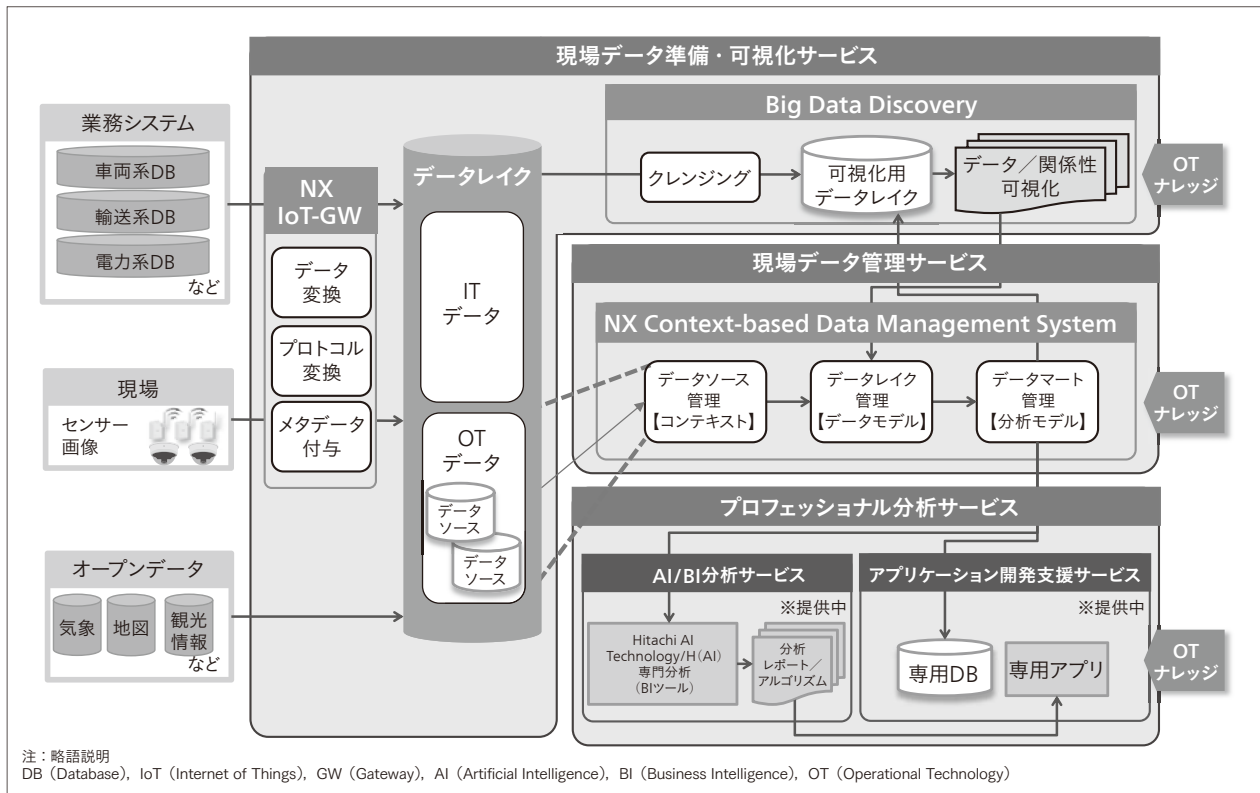 現場データ準備・可視化サービス
業務システム
車両系DB
輸送系DB
電力系DB
など
現場
センサー
画像
オープンデータ
気象
地図
観光
情報
など
NX
IoT-GW
データ
変換
プロトコル
変換
メタデータ
付与
データレイク
IT
データ
OT
データ
データ
ソース
データ
ソース
Big Data Discovery
クレンジング
可視化用
データレイク
データ／関係性
可視化
OT
ナレッジ
現場データ管理サービス
NX Context-based Data Management System
データソース
管理
【コンテキスト】
データレイク
管理
【データモデル】
データマート
管理
【分析モデル】
OT
ナレッジ
プロフェッショナル分析サービス
AI/BI分析サービス
※提供中
Hitachi AI
Technology/H（AI）
専門分析
（BIツール）
分析
レポート／
アルゴリズム
アプリケーション開発支援サービス
※提供中
専用DB
専用アプリ
OT
ナレッジ
注：略語説明
DB（Database），IoT（Internet of Things），GW（Gateway），AI（Artificial Intelligence），BI（Business Intelligence），OT（Operational Technology）